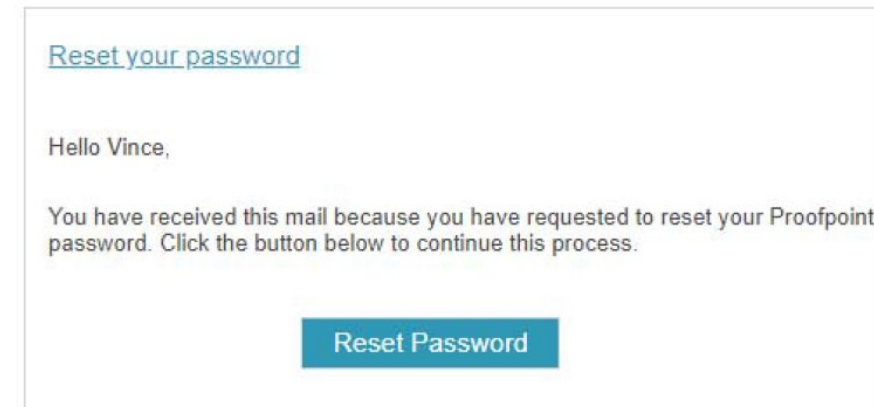 Reset your password
Hello Vince,
You have received this mail because you have requested to reset your Proofpoint
password. Click the button below to continue this process.
Reset Password